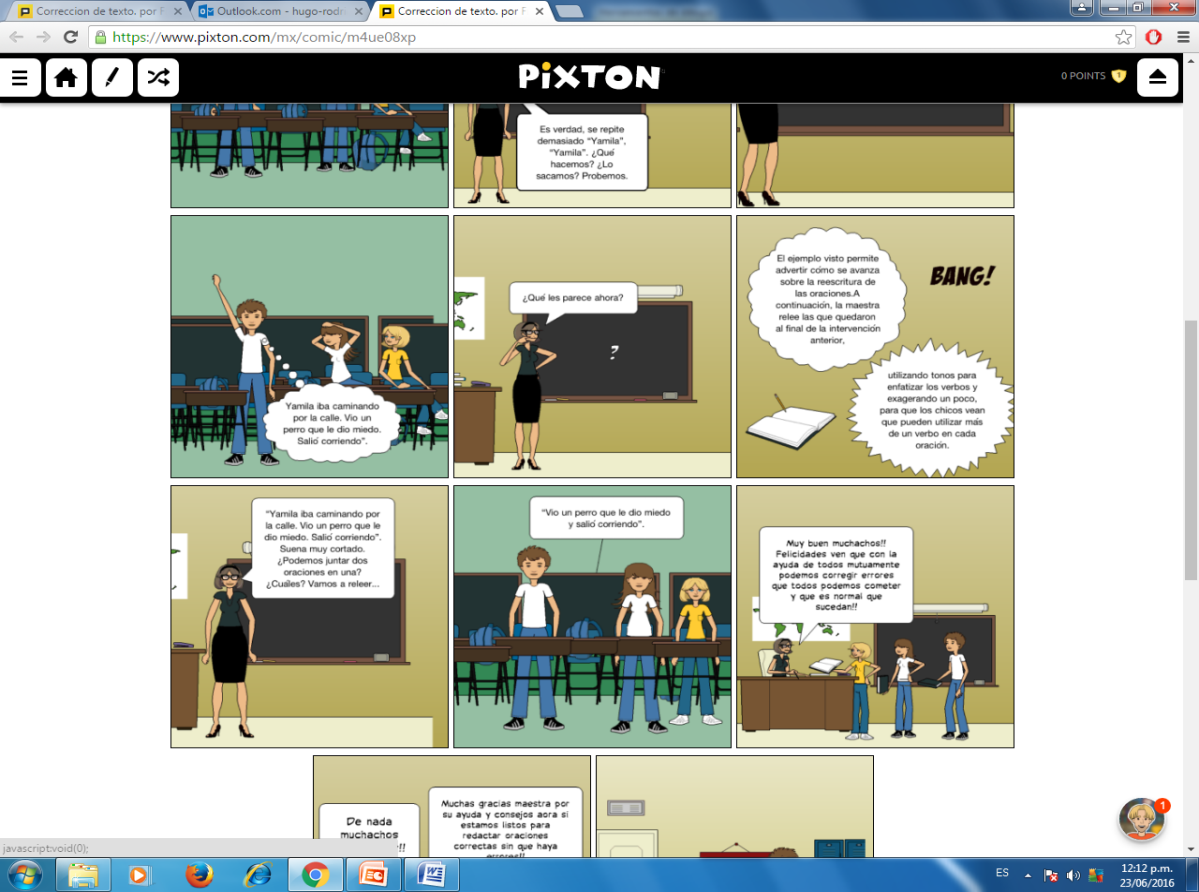 Correccion de texto. por F
Outlook.com - hugo-rodr
Correccion de texto. por F
https://www.pixton.com/mx/comic/m4ue08xp
PiXTON
0 POINTS
1
Es verdad, se repite
demasiado “Yamila”,
“Yamila”. ¿Qué
hacemos? ¿Lo
sacamos? Probemos.
Yamila iba caminando
por la calle. Vio un
perro que le dio miedo.
Salió corriendo”.
¿Qué les parece ahora?
?
El ejemplo visto permite
advertir cómo se avanza
sobre la reescritura de
las oraciones.A
continuación, la maestra
relee las que quedaron
al final de la intervención
anterior,
BANG!
utilizando tonos para
enfatizar los verbos y
exagerando un poco,
para que los chicos vean
que pueden utilizar más
de un verbo en cada
oración.
“Yamila iba caminando por
la calle. Vio un perro que le
dio miedo. Salió corriendo”.
Suena muy cortado.
¿Podemos juntar dos
oraciones en una?
¿Cuáles? Vamos a releer...
“Vio un perro que le dio miedo
y salió corriendo”.
Muy buen muchachos!!
Felicidades ven que con la
ayuda de todos mutuamente
podemos corregir errores
que todos podemos cometer
y que es normal que
sucedan!!
De nada
muchachos
!!
Muchas gracias maestra por
su ayuda y consejos aora si
estamos listos para
redactar oraciones
correctas sin que haya
errores!!
1
javascript:void(0);
ES
12:12 p.m.
23/06/2016